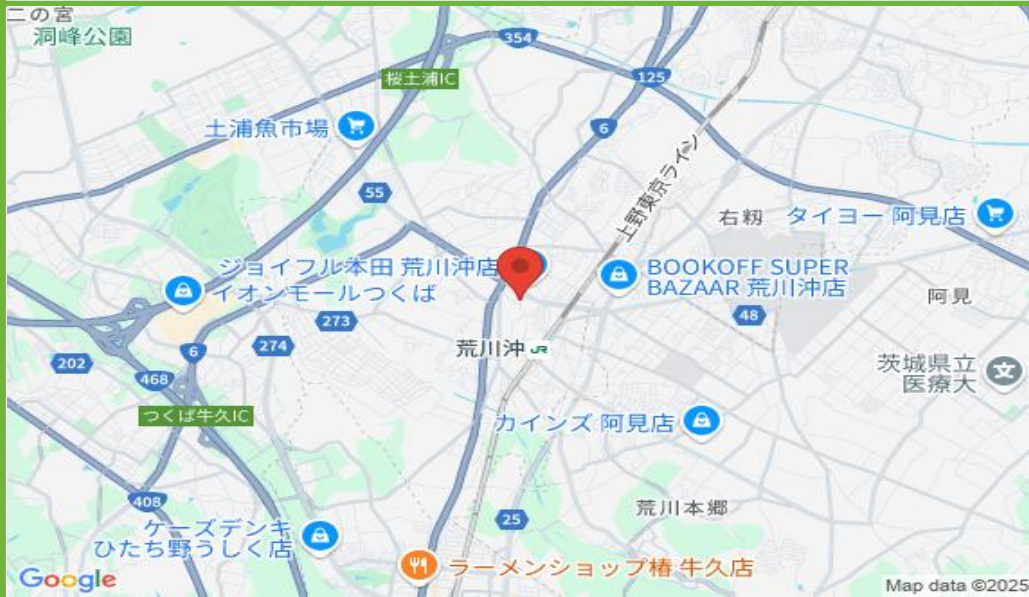 二の宮
洞峰公園
354
桜土浦IC
125
土浦魚市場
6
上野東京ライン
55
右籾
タイヨー 阿見店
ジョイフル本田 荒川沖店
イオンモールつくば
BOOKOFF SUPER
BAZAAR 荒川沖店
阿見
273
48
274
6
荒川沖 JR
202
468
茨城県立
医療大
文
つくば牛久IC
カインズ 阿見店
408
荒川本郷
25
ケーズデンキ
ひたち野うしく店
ラーメンショップ椿 牛久店
Google
Map data ©2025